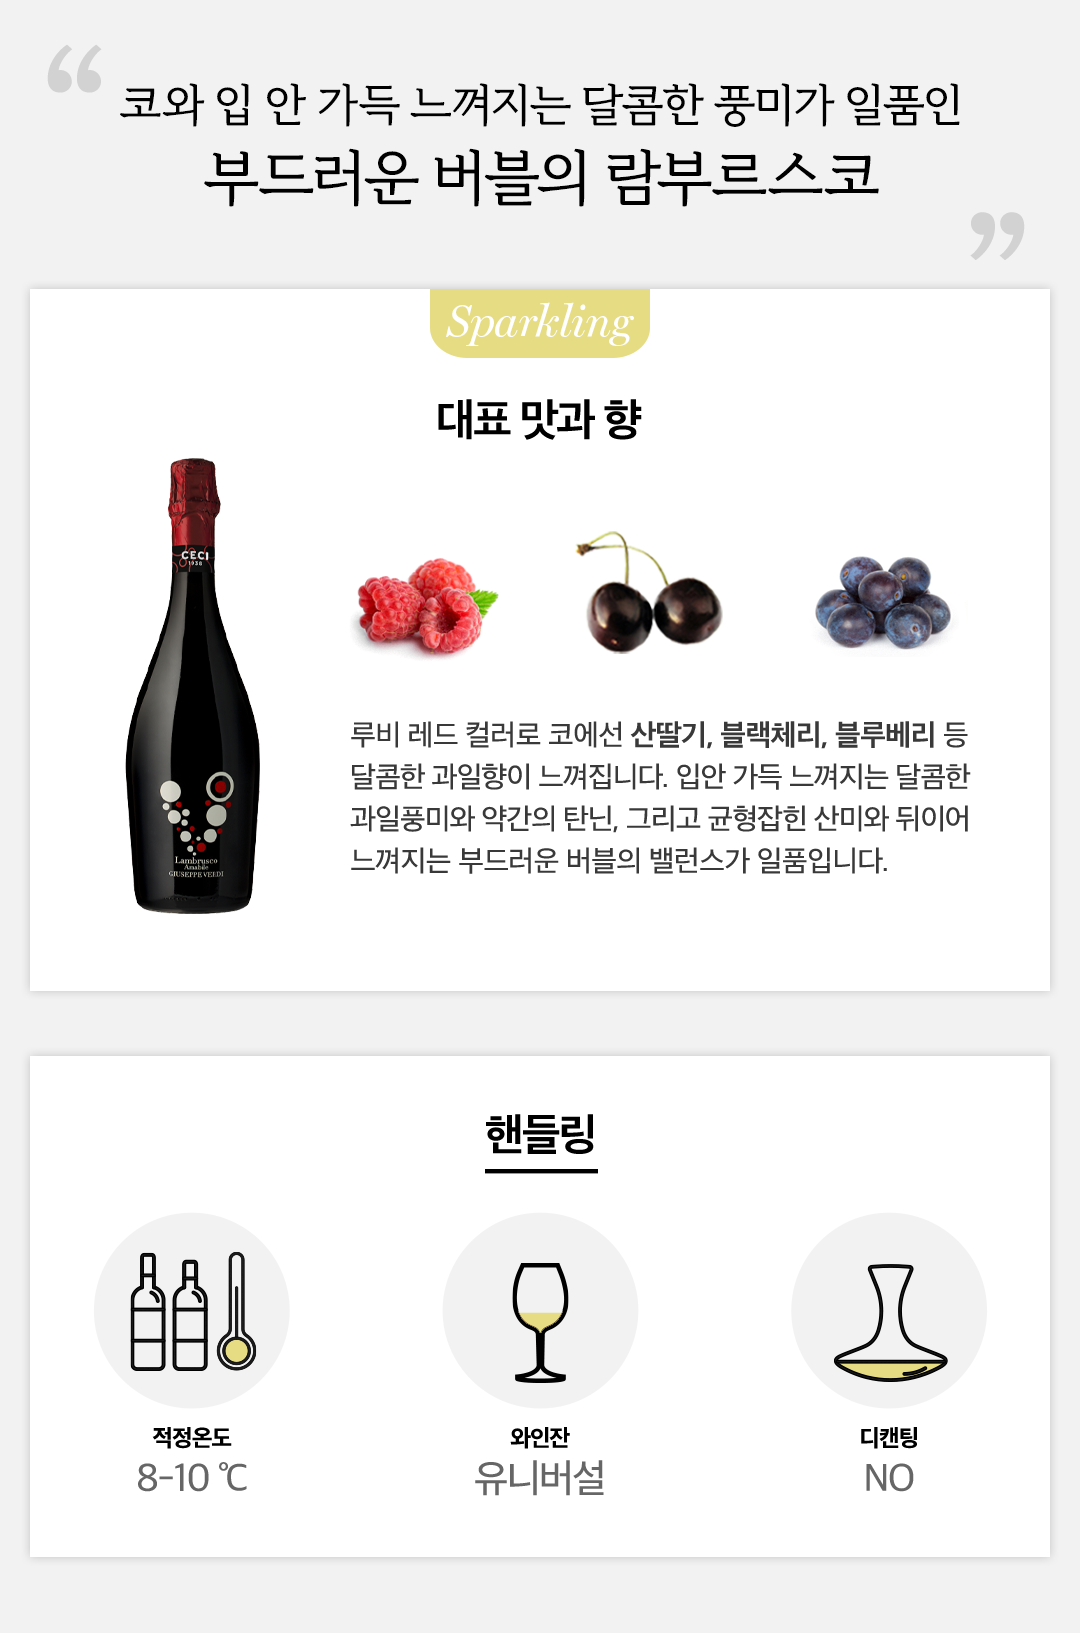 “
코와 입 안 가득 느껴지는 달콤한 풍미가 일품인
부드러운 버블의 람부르스코
”
Sparkling
대표 맛과 향
CECI
1938
Lambrusco
Amabile
GIUSEPPE VERDI
루비 레드 컬러로 코에선 산딸기, 블랙체리, 블루베리 등
달콤한 과일향이 느껴집니다. 입안 가득 느껴지는 달콤한
과일풍미와 약간의 탄닌, 그리고 균형잡힌 산미와 뒤이어
느껴지는 부드러운 버블의 밸런스가 일품입니다.
핸들링
적정온도
8-10 ℃
와인잔
유니버설
디캔팅
NO